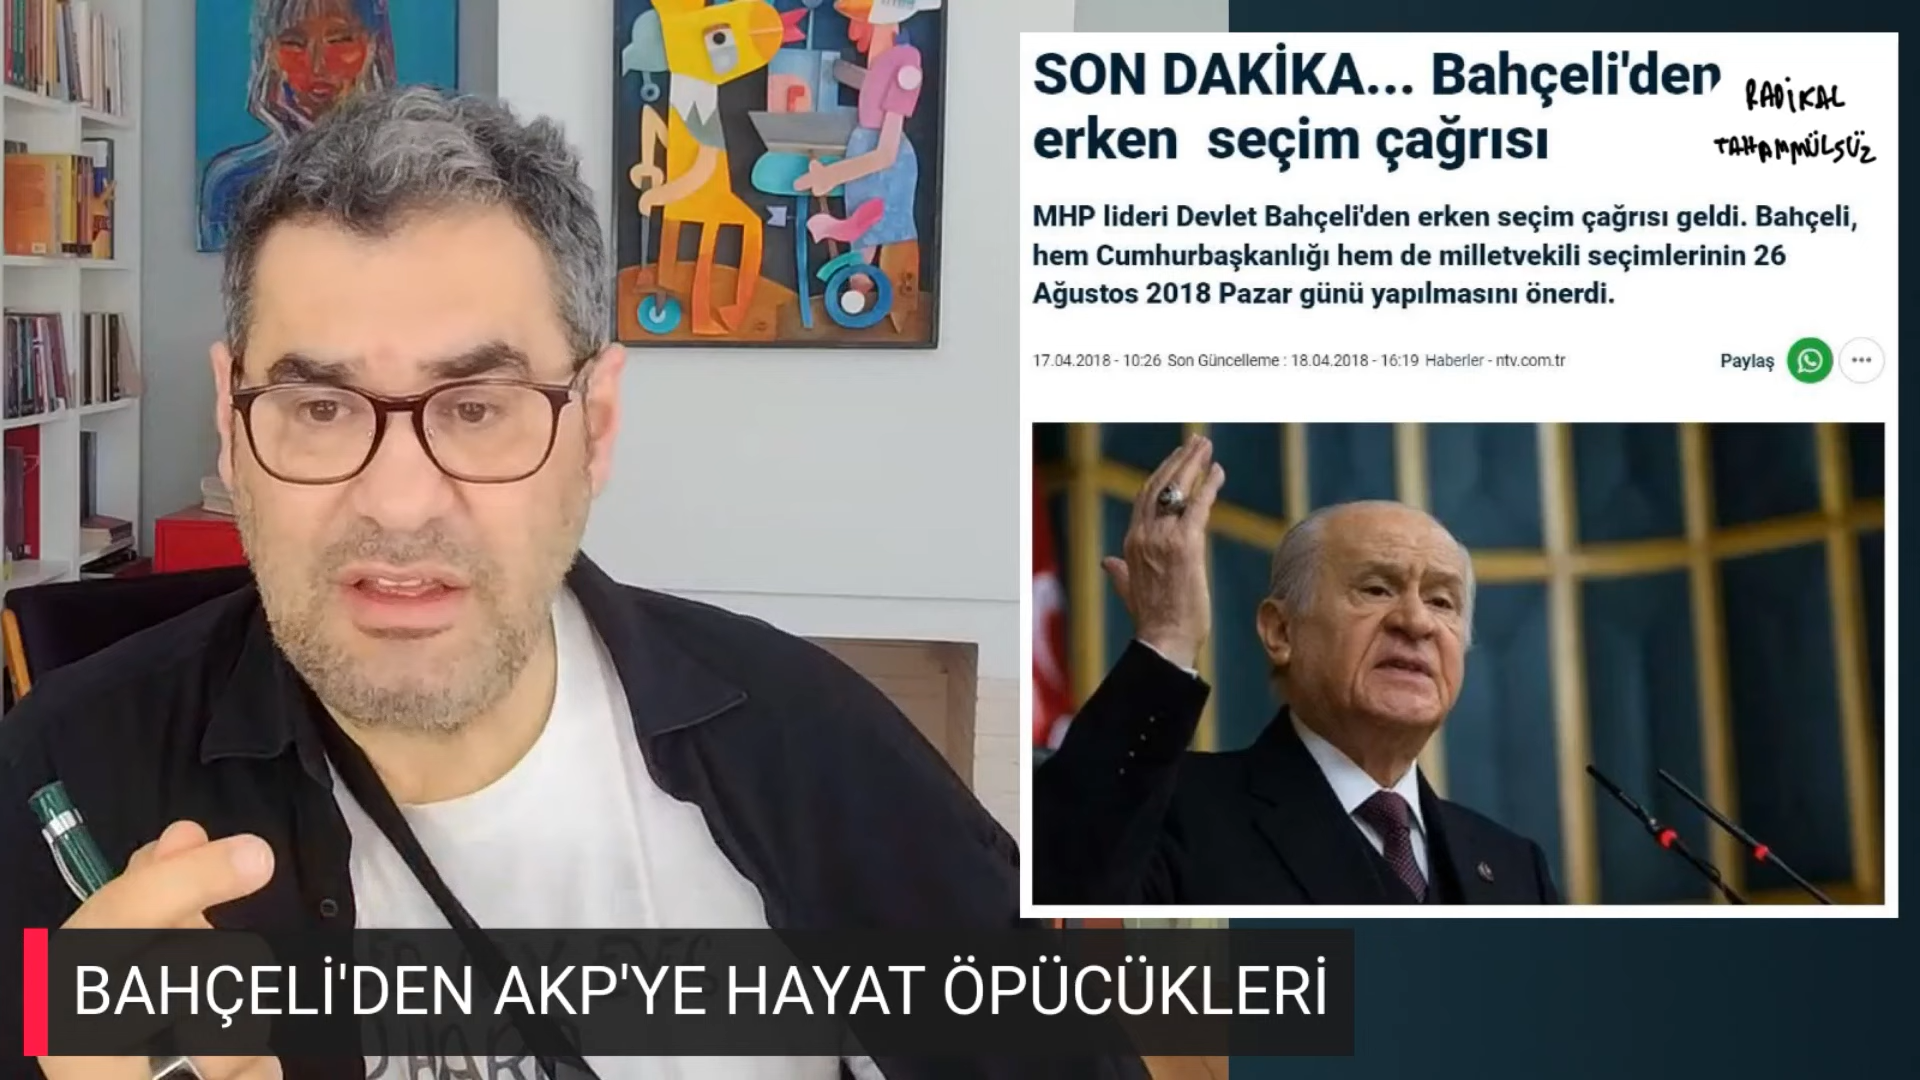 SON DAKİKA... Bahçeli'den
erken seçim çağrısı
RADİKAL
TAHAMMÜLSÜZ
MHP lideri Devlet Bahçeli'den erken seçim çağrısı geldi. Bahçeli,
hem Cumhurbaşkanlığı hem de milletvekili seçimlerinin 26
Ağustos 2018 Pazar günü yapılmasını önerdi.
17.04.2018 - 10:26 Son Güncelleme : 18.04.2018 - 16:19 Haberler - ntv.com.tr
Paylaş
BAHÇELİ'DEN AKP'YE HAYAT ÖPÜCÜKLERİ